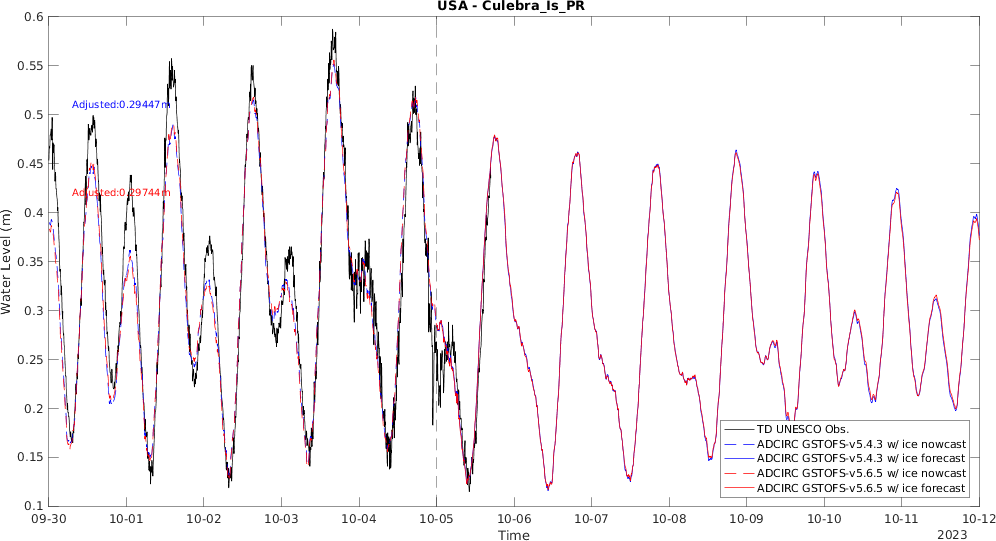 USA - Culebra_Is_PR
0.6
0.55
0.5
0.45
0.4
0.35
0.3
0.25
0.2
0.15
0.1
Water Level (m)
Adjusted:0.29447m
Adjusted:0.29744m
TD UNESCO Obs.
ADCIRC GSTOFS-v5.4.3 w/ ice nowcast
ADCIRC GSTOFS-v5.4.3 w/ ice forecast
ADCIRC GSTOFS-v5.6.5 w/ ice nowcast
ADCIRC GSTOFS-v5.6.5 w/ ice forecast
09-30 10-01 10-02 10-03 10-04 10-05 10-06 10-07 10-08 10-09 10-10 10-11 10-12
Time
2023